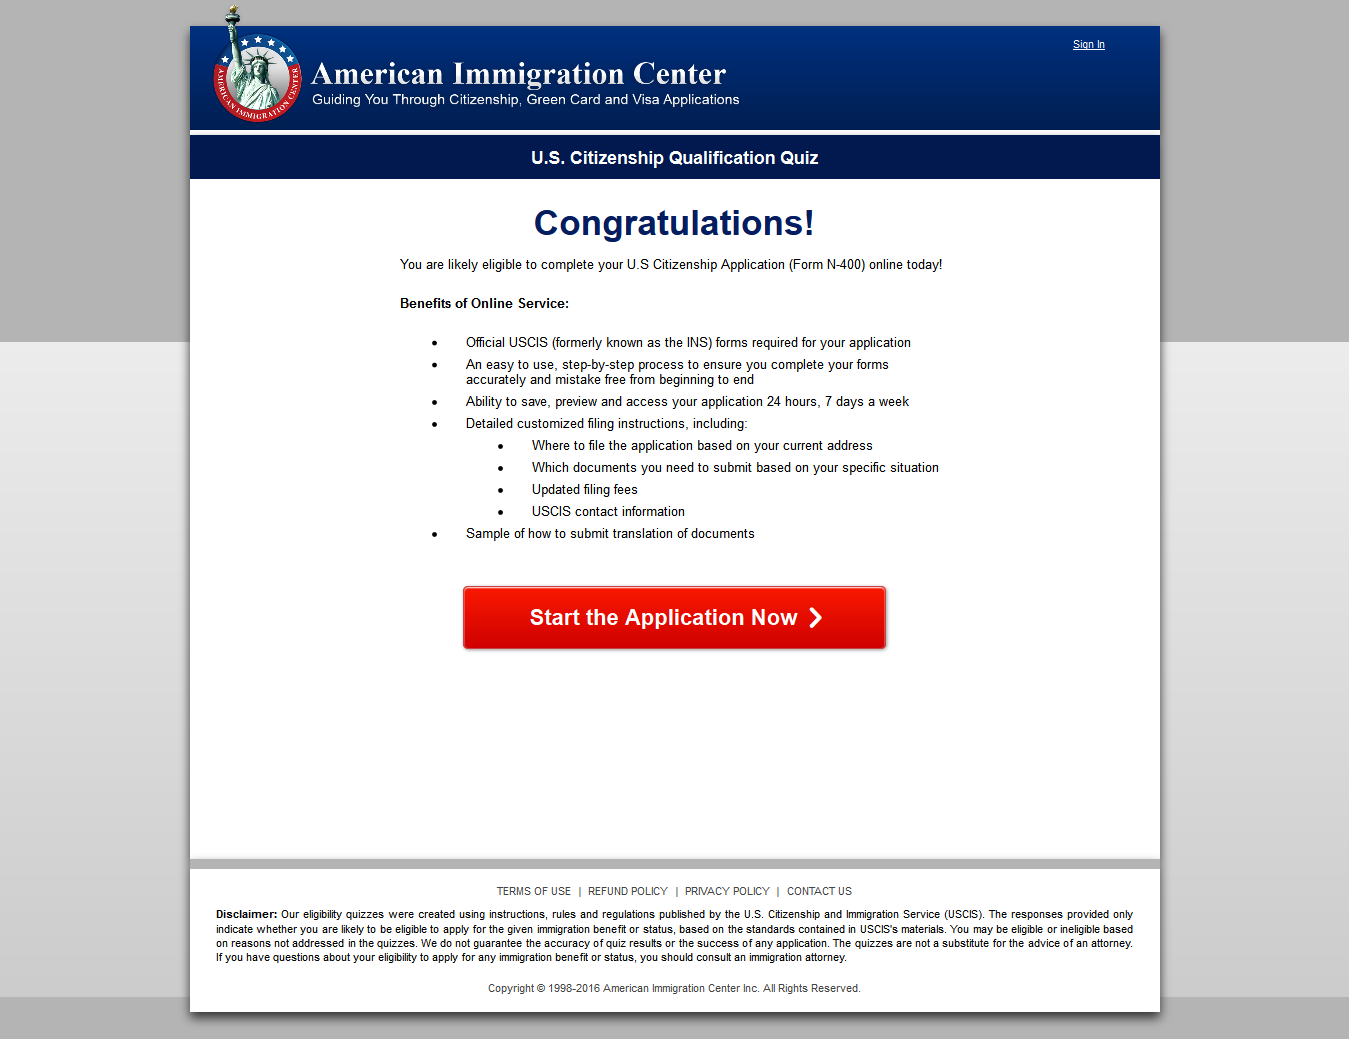 Sign In
AMERICAN IMMIGRATION CENTER
American Immigration Center
Guiding You Through Citizenship, Green Card and Visa Applications
U.S. Citizenship Qualification Quiz
Congratulations!
You are likely eligible to complete your U.S Citizenship Application (Form N-400) online today!
Benefits of Online Service:
Official USCIS (formerly known as the INS) forms required for your application
An easy to use, step-by-step process to ensure you complete your forms
accurately and mistake free from beginning to end
Ability to save, preview and access your application 24 hours, 7 days a week
Detailed customized filing instructions, including:
Where to file the application based on your current address
Which documents you need to submit based on your specific situation
Updated filing fees
USCIS contact information
Sample of how to submit translation of documents
Start the Application Now
TERMS OF USE | REFUND POLICY | PRIVACY POLICY | CONTACT US
Disclaimer: Our eligibility quizzes were created using instructions, rules and regulations published by the U.S. Citizenship and Immigration Service (USCIS). The responses provided only
indicate whether you are likely to be eligible to apply for the given immigration benefit or status, based on the standards contained in USCIS's materials. You may be eligible or ineligible based
on reasons not addressed in the quizzes. We do not guarantee the accuracy of quiz results or the success of any application. The quizzes are not a substitute for the advice of an attorney.
If you have questions about your eligibility to apply for any immigration benefit or status, you should consult an immigration attorney.
Copyright © 1998-2016 American Immigration Center Inc. All Rights Reserved.